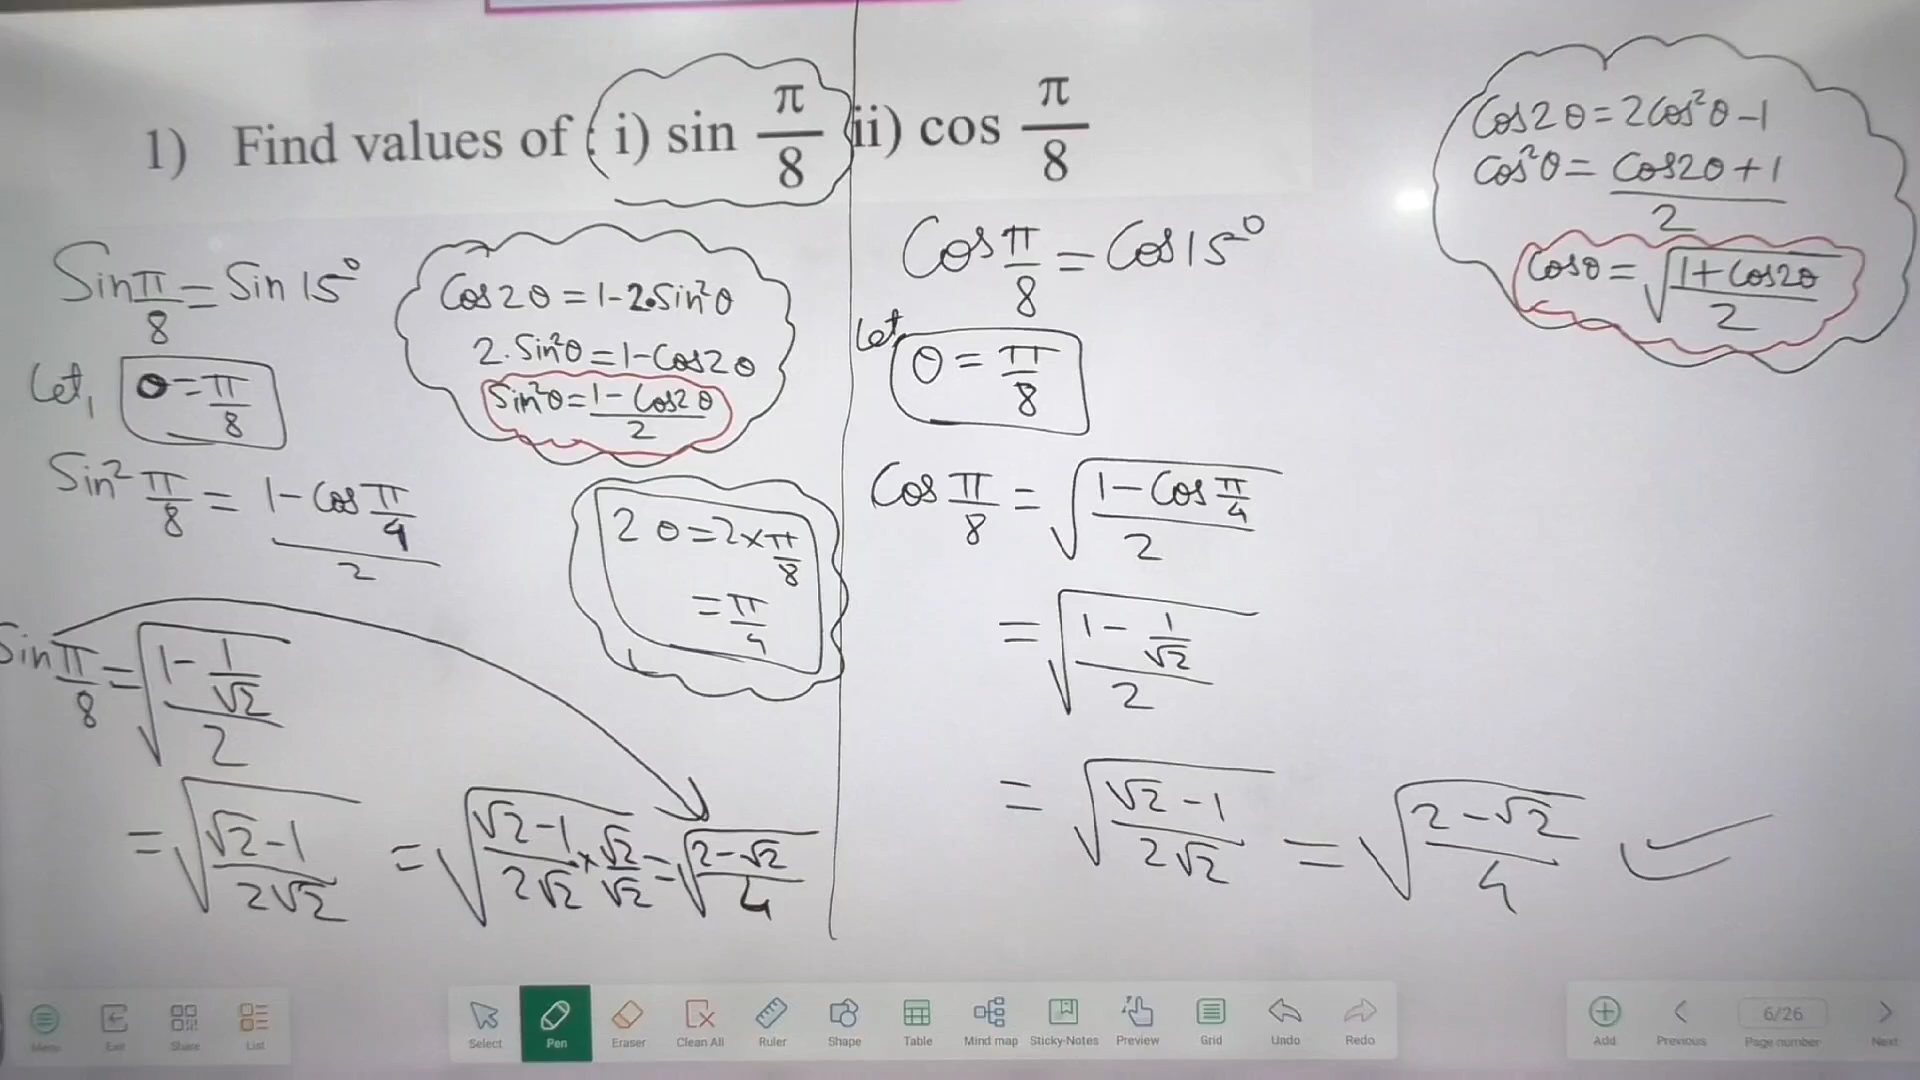 1) Find values of : i) sin π/8 ii) cos π/8
Sin π/8 = Sin 15°
Let, θ = π/8
Cos2θ = 1-2.Sin²θ
2.Sin²θ = 1-Cos2θ
Sin²θ = 1-Cos2θ/2
Sin² π/8 = 1-Cos π/4 / 2
2θ = 2×π/8
= π/4
Sin π/8 = √((1 - 1/√2)/2)
= √((√2-1)/(2√2)) = √((√2-1)/(2√2) × √2/√2) = √((2-√2)/4)
Cos π/8 = Cos 15°
Let, θ = π/8
Cos π/8 = √((1-Cos π/4)/2)
= √((1 - 1/√2)/2)
= √((√2-1)/(2√2)) = √((2-√2)/4)
Cos2θ = 2Cos²θ-1
Cos²θ = Cos2θ+1/2
Cosθ = √((1+Cos2θ)/2)
Menu Exit Share List
Select Pen Eraser Clean All Ruler Shape Table Mind map Sticky-Notes Preview Grid Undo Redo
Add Previous 6/26 Page number Next